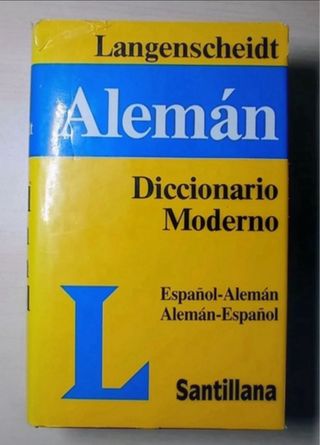 Langenscheidt
Alemán
Diccionario
Moderno
Español-Alemán
Alemán-Español
L
Santillana